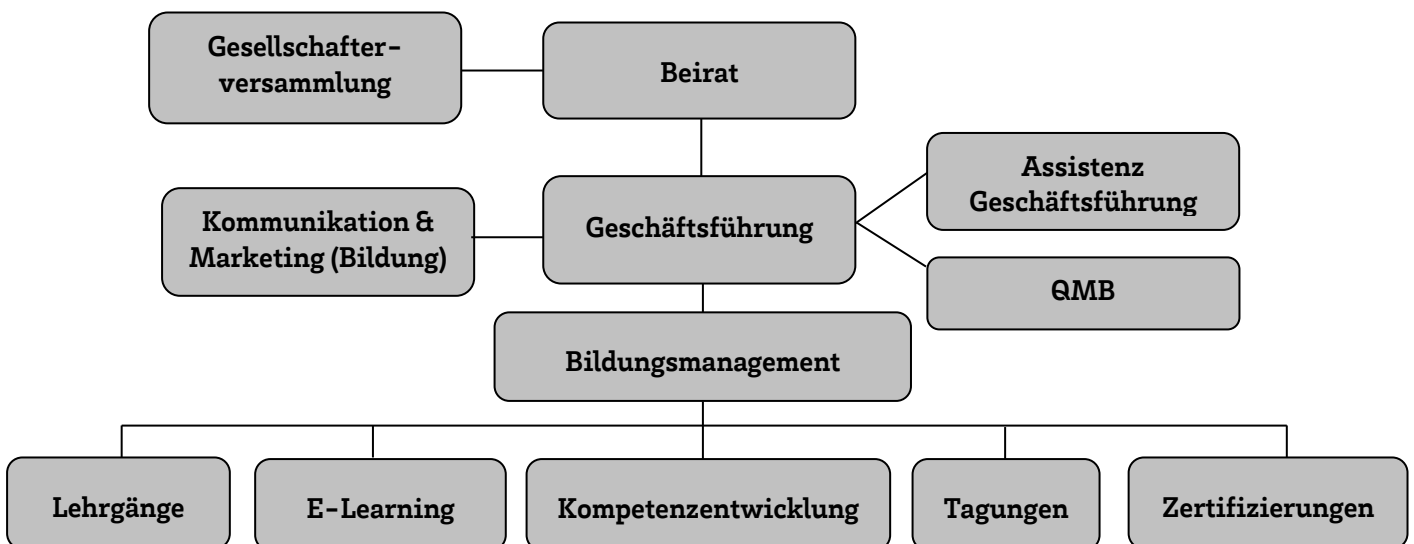 Gesellschafter-
versammlung
Beirat
Assistenz
Geschäftsführung
Kommunikation &
Marketing (Bildung)
Geschäftsführung
QMB
Bildungsmanagement
Lehrgänge
E-Learning
Kompetenzentwicklung
Tagungen
Zertifizierungen